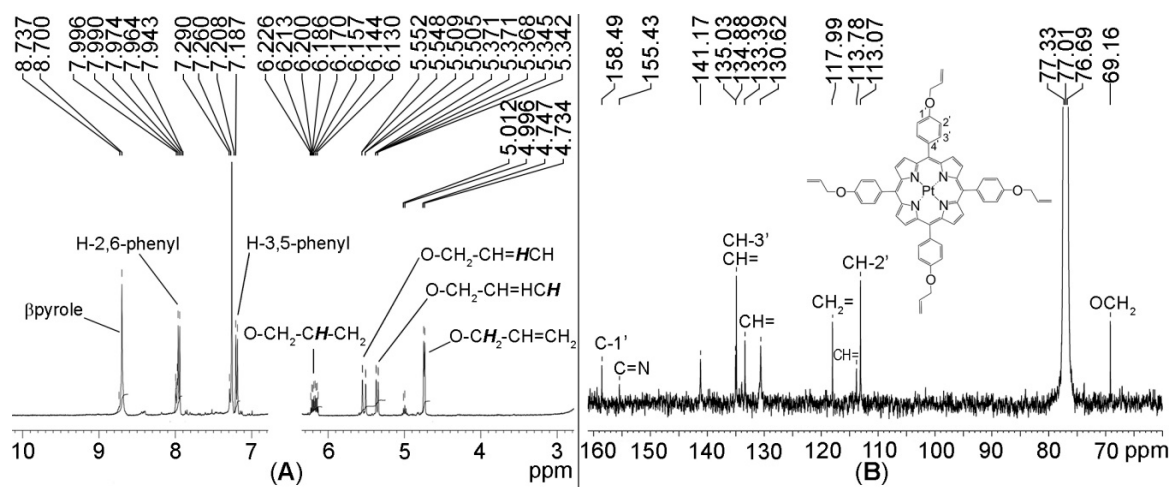 8.737
8.700
7.996
7.990
7.974
7.964
7.943
7.290
7.260
7.208
7.187
6.226
6.213
6.200
6.186
6.170
6.157
6.144
6.130
5.552
5.548
5.509
5.505
5.371
5.371
5.368
5.345
5.342
5.012
4.996
4.747
4.734
H-2,6-phenyl
H-3,5-phenyl
βpyrole
O-CH2-CH-CH2
O-CH2-CH=HCH
O-CH2-CH=HCH
O-CH2-CH=CH2
10 9 8 7 6 5 4 3
ppm
(A)
158.49
155.43
141.17
135.03
134.88
133.39
130.62
117.99
113.78
113.07
77.33
77.01
76.69
69.16
O
1' 2'
3'
4'
N N
Pt
N N
O
O
O
C-1'
C=N
CH-3'
CH=
CH=
CH2=
CH=
CH-2'
OCH2
160 150 140 130 120 110 100 90 80 70 ppm
(B)